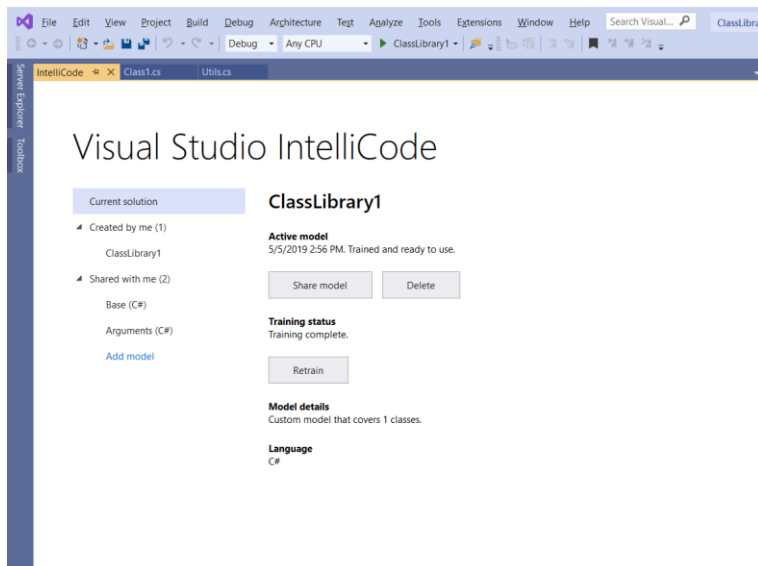 File Edit View Project Build Debug Architecture Test Analyze Tools Extensions Window Help Search Visual... ClassLibra
Debug Any CPU ClassLibrary1
IntelliCode Class1.cs Utils.cs
Server Explorer
Toolbox
Visual Studio IntelliCode
Current solution
Created by me (1)
ClassLibrary1
Shared with me (2)
Base (C#)
Arguments (C#)
Add model
ClassLibrary1
Active model
5/5/2019 2:56 PM. Trained and ready to use.
Share model Delete
Training status
Training complete.
Retrain
Model details
Custom model that covers 1 classes.
Language
C#